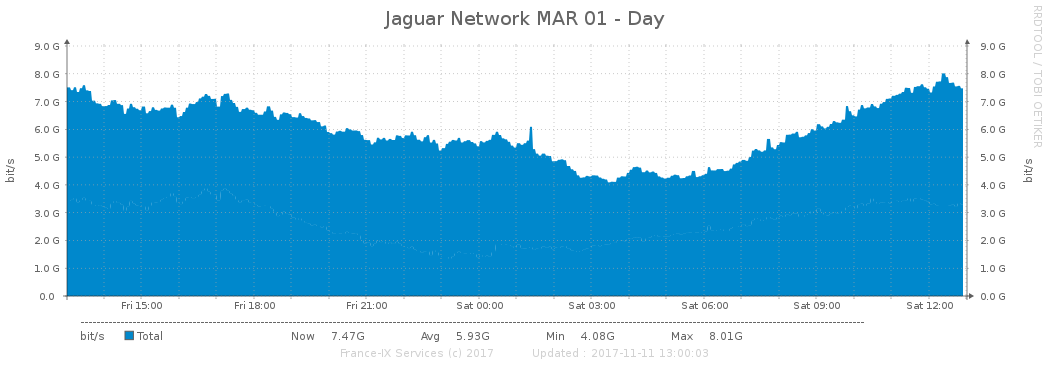 Jaguar Network MAR 01 - Day
RRDTOOL / TOBI OETIKER
bit/s
9.0 G 9.0 G
8.0 G 8.0 G
7.0 G 7.0 G
6.0 G 6.0 G
5.0 G 5.0 G
4.0 G 4.0 G
3.0 G 3.0 G
2.0 G 2.0 G
1.0 G 1.0 G
0.0 0.0 G
bit/s
Fri 15:00 Fri 18:00 Fri 21:00 Sat 00:00 Sat 03:00 Sat 06:00 Sat 09:00 Sat 12:00
bit/s Total Now 7.47G Avg 5.93G Min 4.08G Max 8.01G
France-IX Services (c) 2017 Updated : 2017-11-11 13:00:03